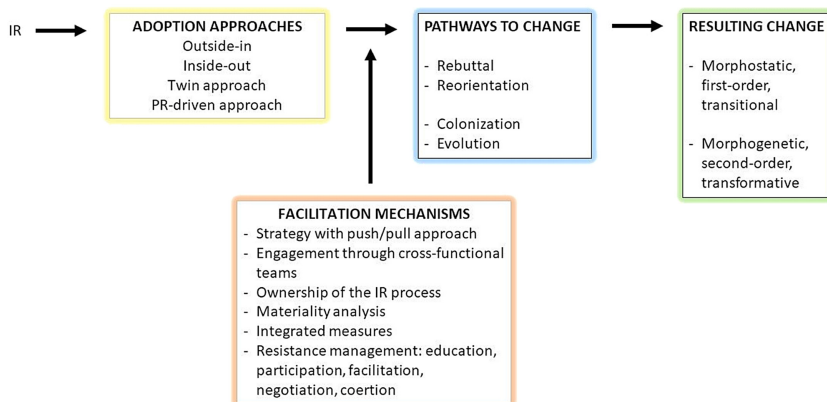 IR
ADOPTION APPROACHES
Outside-in
Inside-out
Twin approach
PR-driven approach
PATHWAYS TO CHANGE
- Rebuttal
- Reorientation
- Colonization
- Evolution
RESULTING CHANGE
- Morphostatic,
first-order,
transitional
- Morphogenetic,
second-order,
transformative
FACILITATION MECHANISMS
- Strategy with push/pull approach
- Engagement through cross-functional
teams
- Ownership of the IR process
- Materiality analysis
- Integrated measures
- Resistance management: education,
participation, facilitation,
negotiation, coertion